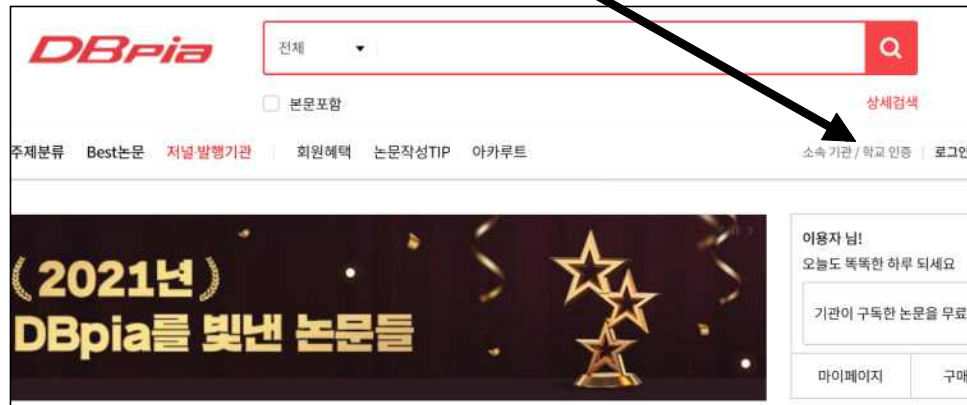 DBpia
전체
본문포함
상세검색
주제분류 Best논문 저널·발행기관 회원혜택 논문작성TIP 아카루트
소속 기관 / 학교 인증 로그인
2021년
DBpia를 빛낸 논문들
이용자 님!
오늘도 똑똑한 하루 되세요
기관이 구독한 논문을 무료
마이페이지 구매